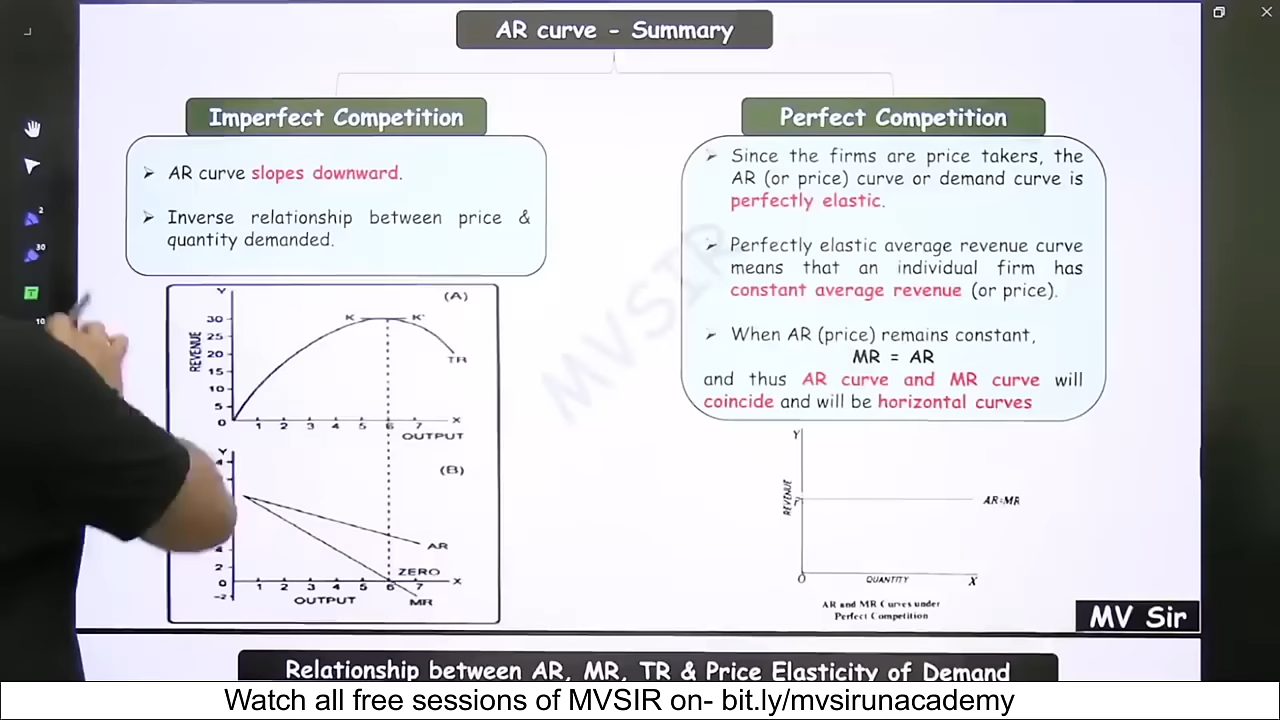 AR curve - Summary
Imperfect Competition
➢ AR curve slopes downward.
➢ Inverse relationship between price &
quantity demanded.
Y
(A)
30
25
20
15
10
5
0
REVENUE
K
K'
TR
1 2 3 4 5 6 7
X
OUTPUT
Y
(B)
4
2
0
-2
AR
ZERO
1 2 3 4 5 6 7
X
OUTPUT
MR
Perfect Competition
➢ Since the firms are price takers, the
AR (or price) curve or demand curve is
perfectly elastic.
➢ Perfectly elastic average revenue curve
means that an individual firm has
constant average revenue (or price).
➢ When AR (price) remains constant,
MR = AR
and thus AR curve and MR curve will
coincide and will be horizontal curves
Y
REVENUE
P
AR=MR
O
QUANTITY
X
AR and MR Curves under
Perfect Competition
MVSIR
MV Sir
2
30
T
10
Relationship between AR, MR, TR & Price Elasticity of Demand
Watch all free sessions of MVSIR on- bit.ly/mvsirunacademy